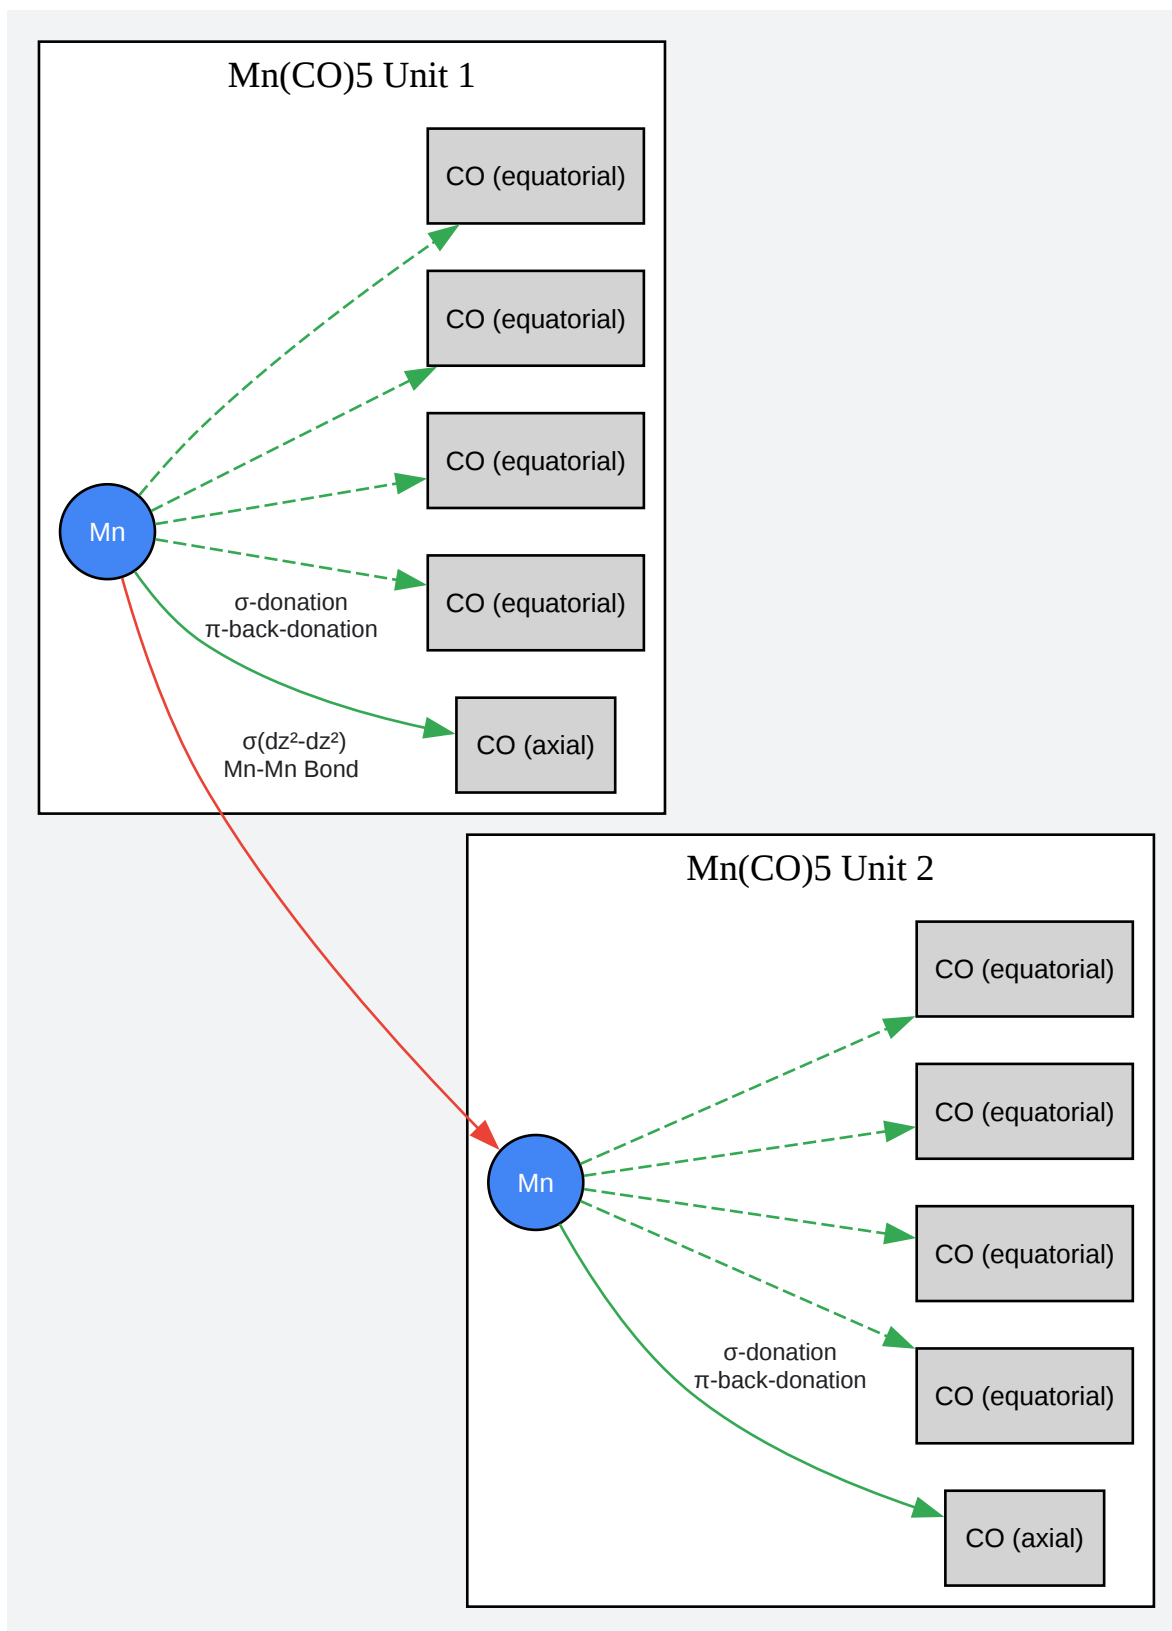 Mn(CO)5 Unit 1
CO (equatorial)
CO (equatorial)
CO (equatorial)
Mn
CO (equatorial)
σ-donation
π-back-donation
CO (axial)
σ(dz²-dz²)
Mn-Mn Bond
Mn(CO)5 Unit 2
CO (equatorial)
CO (equatorial)
Mn
CO (equatorial)
CO (equatorial)
σ-donation
π-back-donation
CO (axial)